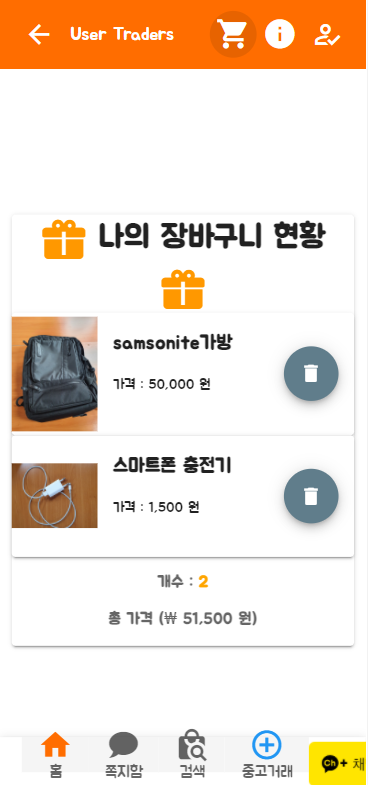 User Traders
나의 장바구니 현황
samsonite가방
가격 : 50,000 원
스마트폰 충전기
가격 : 1,500 원
개수 : 2
총 가격 (₩ 51,500 원)
홈
쪽지함
검색
중고거래
Ch+ 채